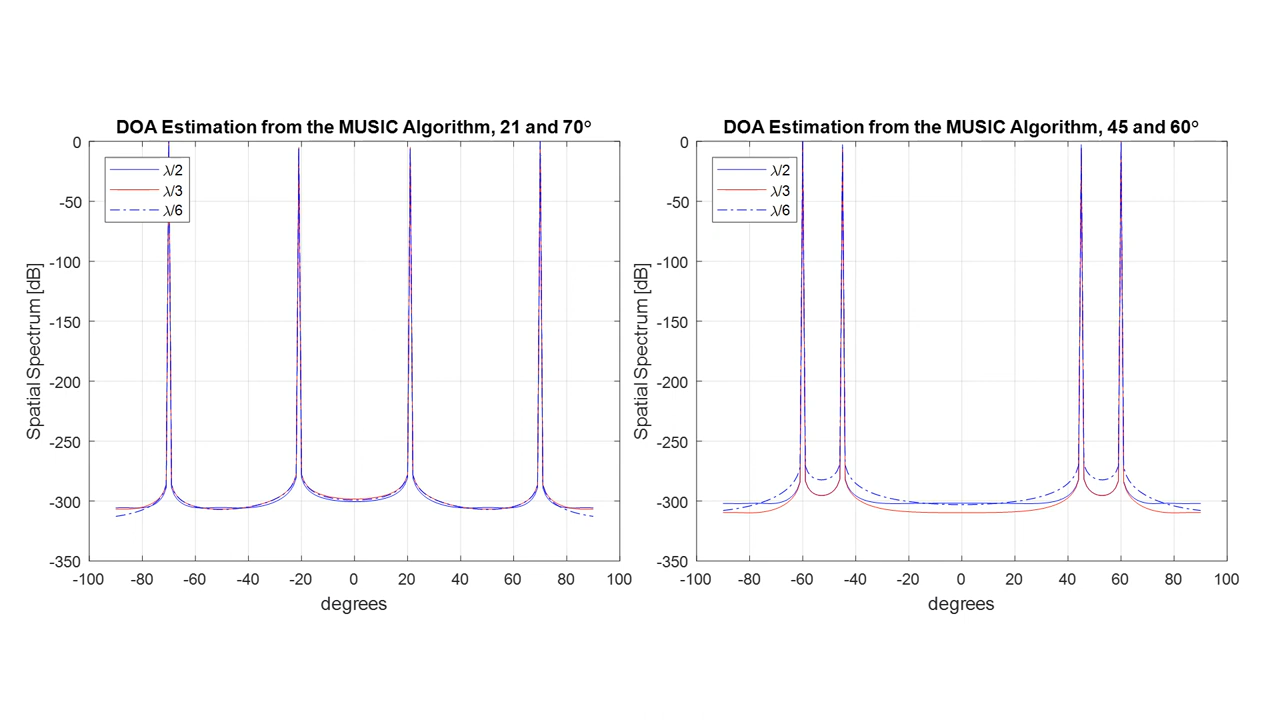 DOA Estimation from the MUSIC Algorithm, 21 and 70°
0
-50
-100
-150
-200
-250
-300
-350
Spatial Spectrum [dB]
λ/2
λ/3
λ/6
-100 -80 -60 -40 -20 0 20 40 60 80 100
degrees
DOA Estimation from the MUSIC Algorithm, 45 and 60°
0
-50
-100
-150
-200
-250
-300
-350
Spatial Spectrum [dB]
λ/2
λ/3
λ/6
-100 -80 -60 -40 -20 0 20 40 60 80 100
degrees